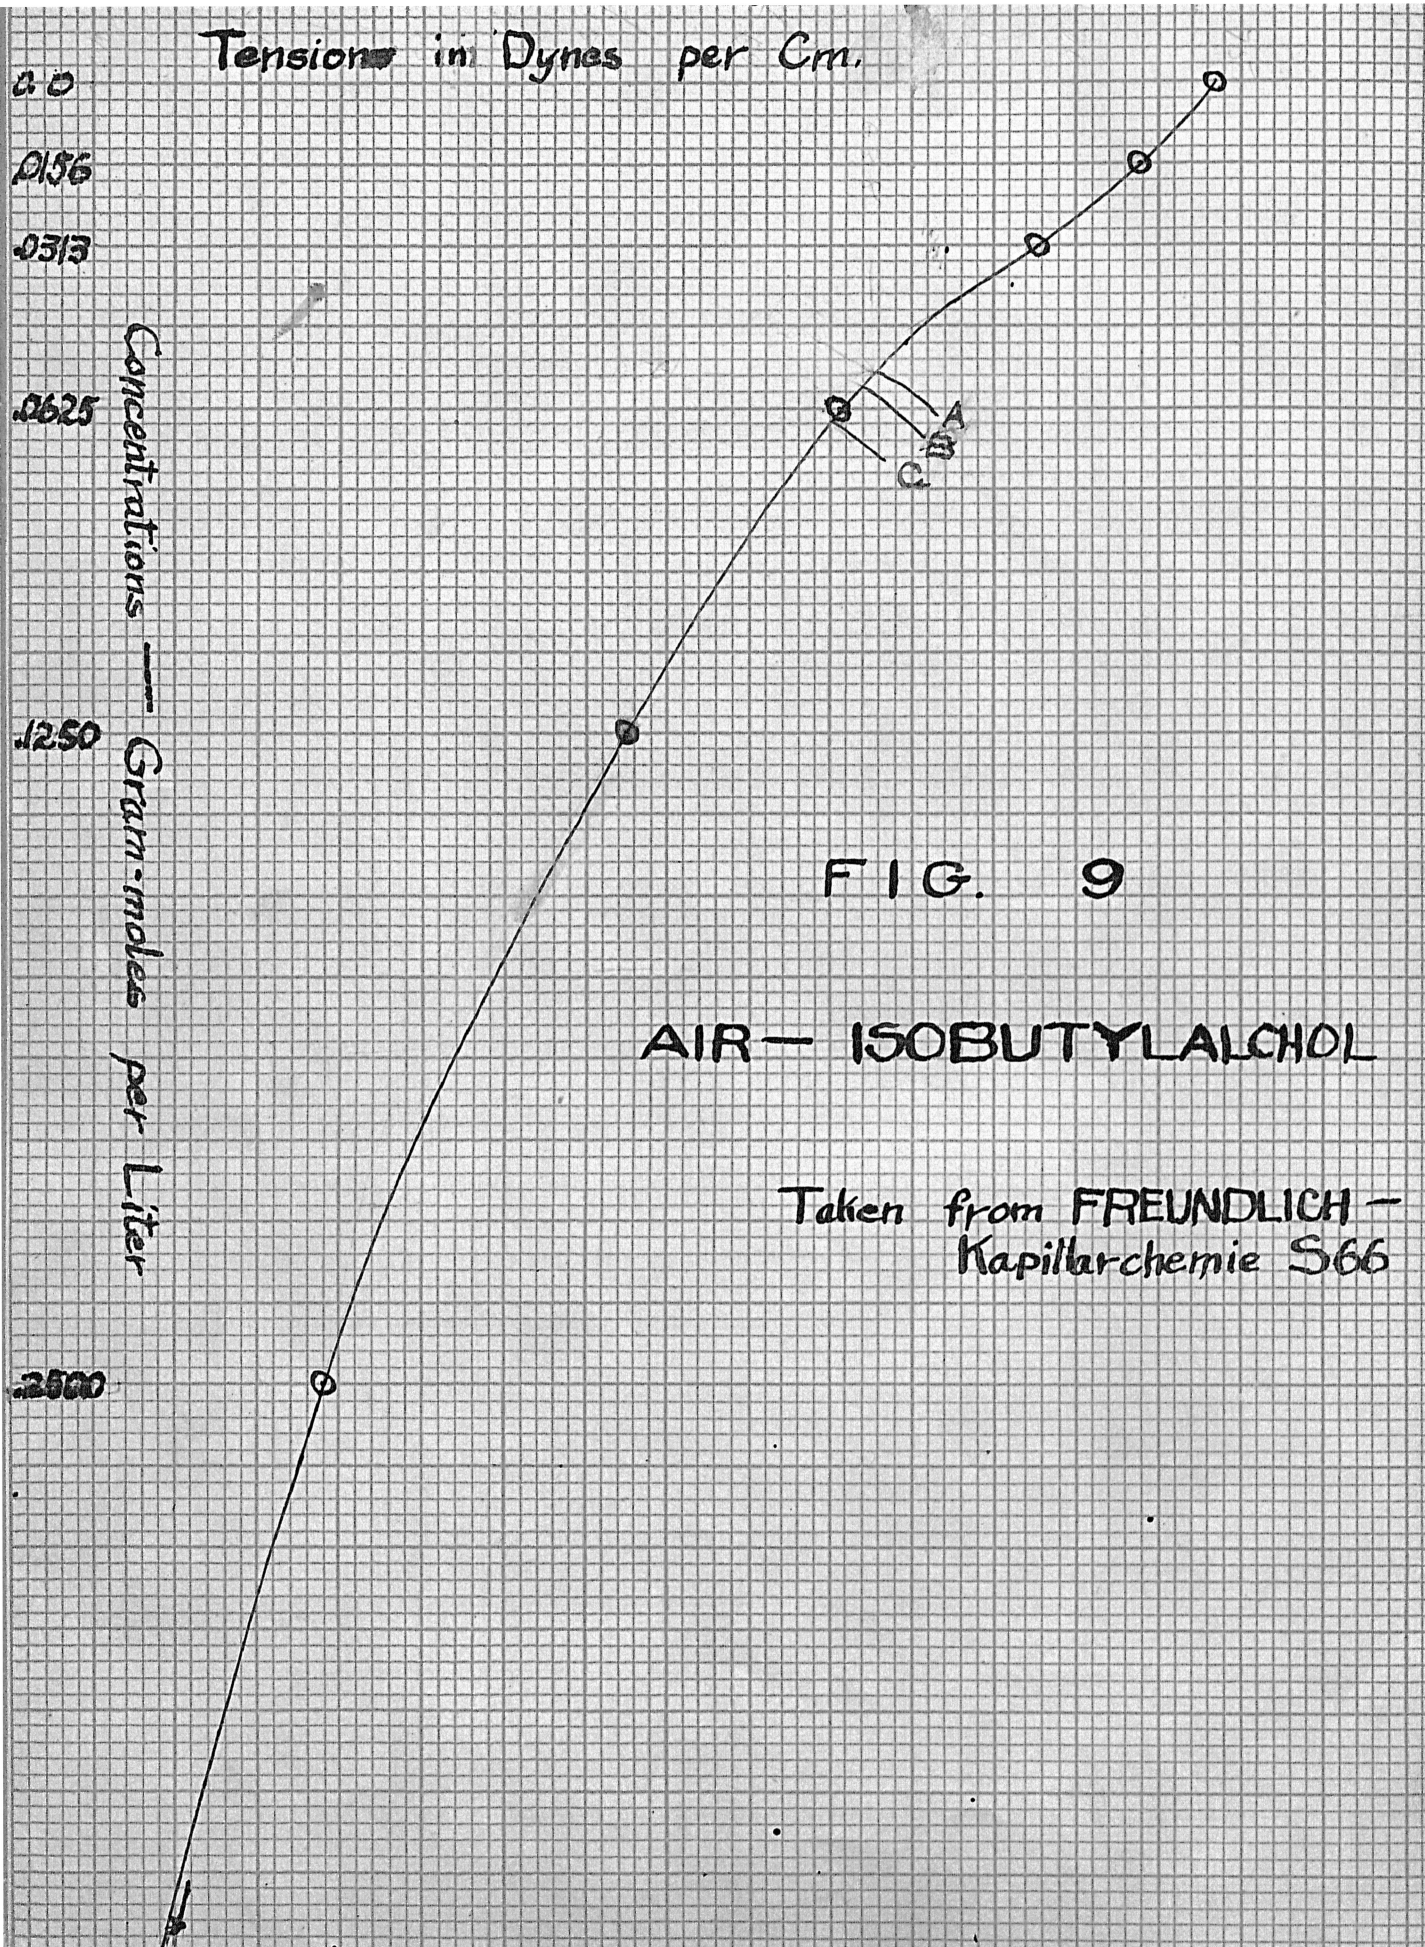 Tension in Dynes per Cm.
0.0
.0156
.0313
.0625
A
B
C
Concentrations — Gram-moles per Liter
.1250
FIG. 9
AIR — ISOBUTYLALCHOL
Taken from FREUNDLICH —
Kapillarchemie S66
.2500